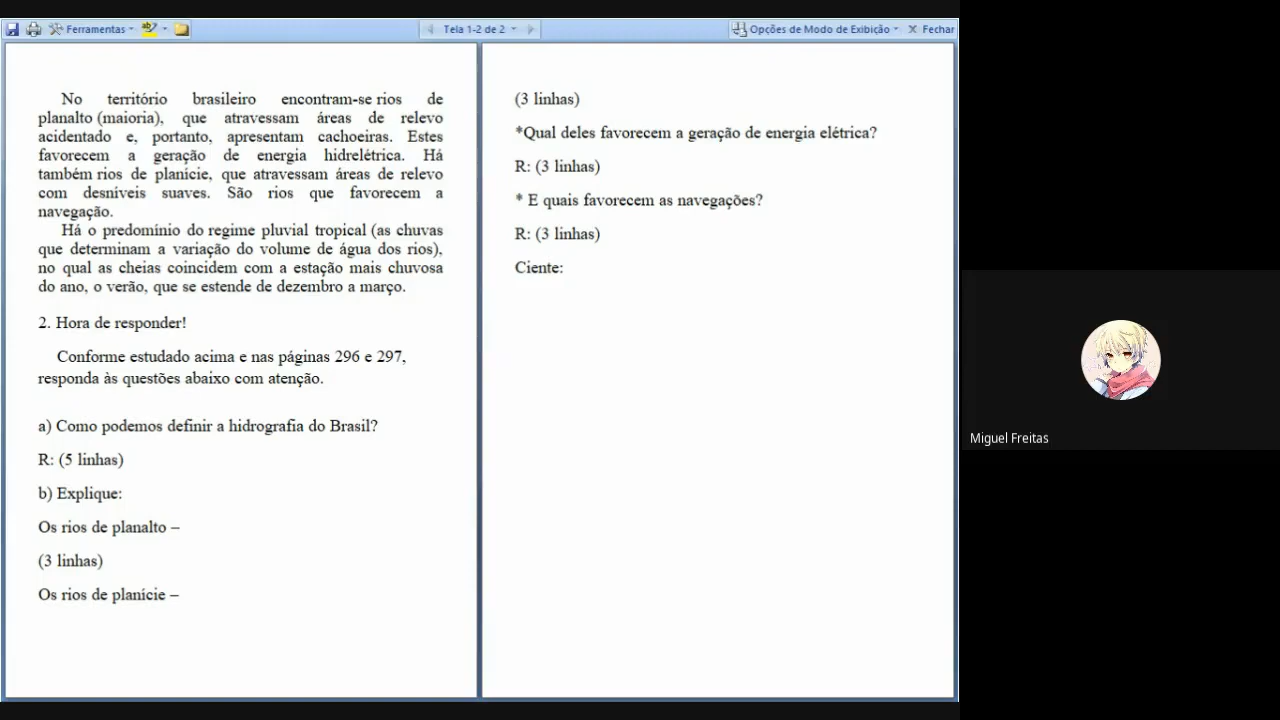 Ferramentas
Tela 1-2 de 2
Opções de Modo de Exibição
Fechar
No território brasileiro encontram-se rios de
planalto (maioria), que atravessam áreas de relevo
acidentado e, portanto, apresentam cachoeiras. Estes
favorecem a geração de energia hidrelétrica. Há
também rios de planície, que atravessam áreas de relevo
com desníveis suaves. São rios que favorecem a
navegação.
Há o predomínio do regime pluvial tropical (as chuvas
que determinam a variação do volume de água dos rios),
no qual as cheias coincidem com a estação mais chuvosa
do ano, o verão, que se estende de dezembro a março.
2. Hora de responder!
Conforme estudado acima e nas páginas 296 e 297,
responda às questões abaixo com atenção.
a) Como podemos definir a hidrografia do Brasil?
R: (5 linhas)
b) Explique:
Os rios de planalto –
(3 linhas)
Os rios de planície –
(3 linhas)
*Qual deles favorecem a geração de energia elétrica?
R: (3 linhas)
* E quais favorecem as navegações?
R: (3 linhas)
Ciente:
Miguel Freitas